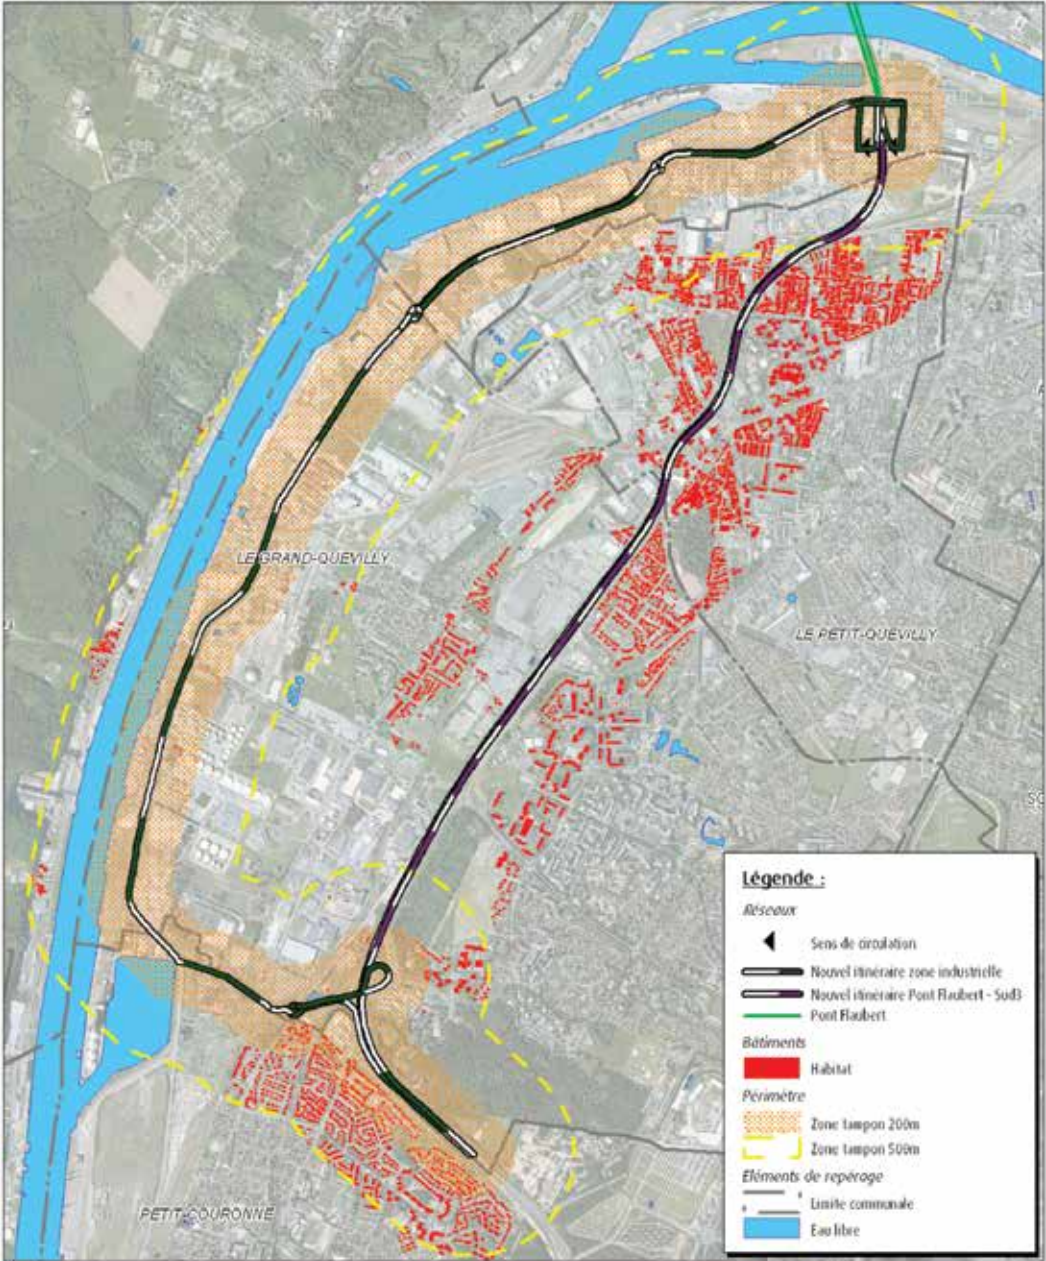 LE GRAND-QUEVILLY
LE PETIT-QUEVILLY
PETIT-COURONNE
Légende :
Réseaux
Sens de circulation
Nouvel itinéraire zone industrielle
Nouvel itinéraire Pont Flaubert - Sud3
Pont Flaubert
Bâtiments
Habitat
Périmètre
Zone tampon 200m
Zone tampon 500m
Eléments de repérage
Limite communale
Eau libre